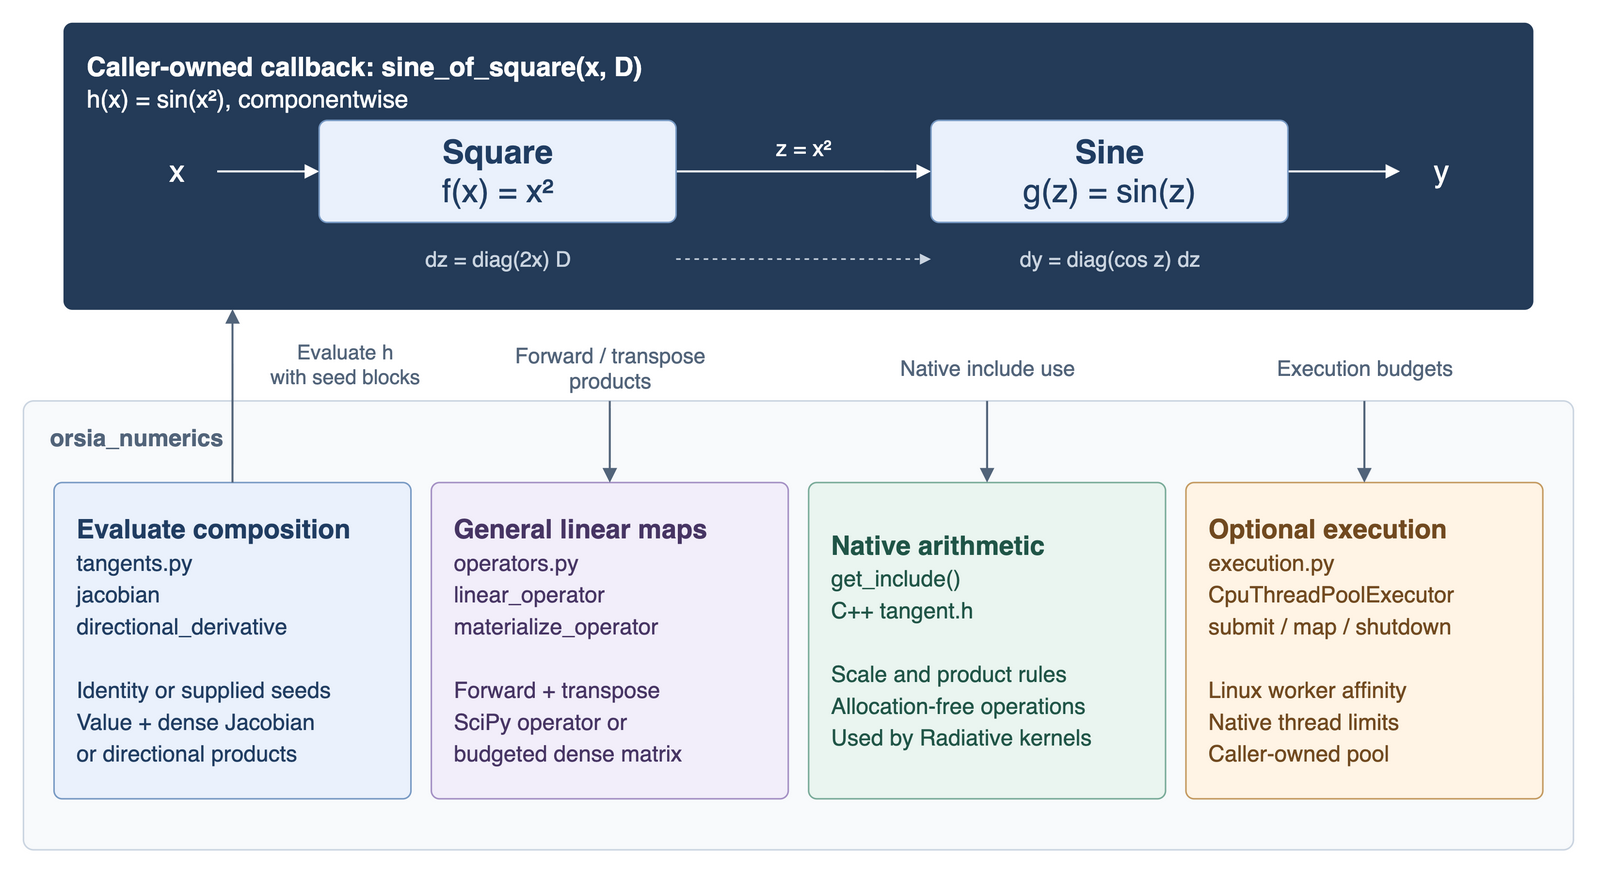 Caller-owned callback: sine_of_square(x, D)
h(x) = sin(x²), componentwise
x
Square
f(x) = x²
z = x²
Sine
g(z) = sin(z)
y
dz = diag(2x) D
dy = diag(cos z) dz
Evaluate h
with seed blocks
Forward / transpose
products
Native include use
Execution budgets
orsia_numerics
Evaluate composition
tangents.py
jacobian
directional_derivative
Identity or supplied seeds
Value + dense Jacobian
or directional products
General linear maps
operators.py
linear_operator
materialize_operator
Forward + transpose
SciPy operator or
budgeted dense matrix
Native arithmetic
get_include()
C++ tangent.h
Scale and product rules
Allocation-free operations
Used by Radiative kernels
Optional execution
execution.py
CpuThreadPoolExecutor
submit / map / shutdown
Linux worker affinity
Native thread limits
Caller-owned pool